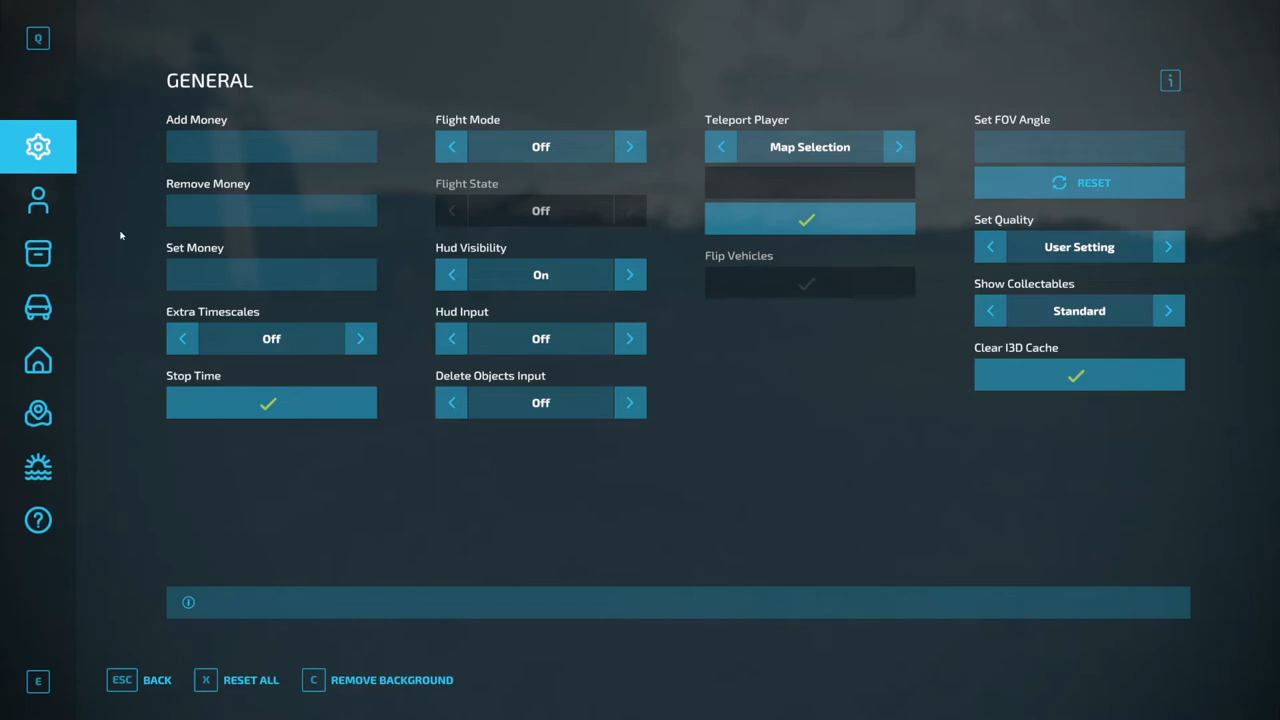 Q
GENERAL
i
Add Money
Remove Money
Set Money
Extra Timescales
Off
Stop Time
Flight Mode
Off
Flight State
Off
Hud Visibility
On
Hud Input
Off
Delete Objects Input
Off
Teleport Player
Map Selection
Flip Vehicles
Set FOV Angle
RESET
Set Quality
User Setting
Show Collectables
Standard
Clear I3D Cache
E
ESC BACK
X RESET ALL
C REMOVE BACKGROUND